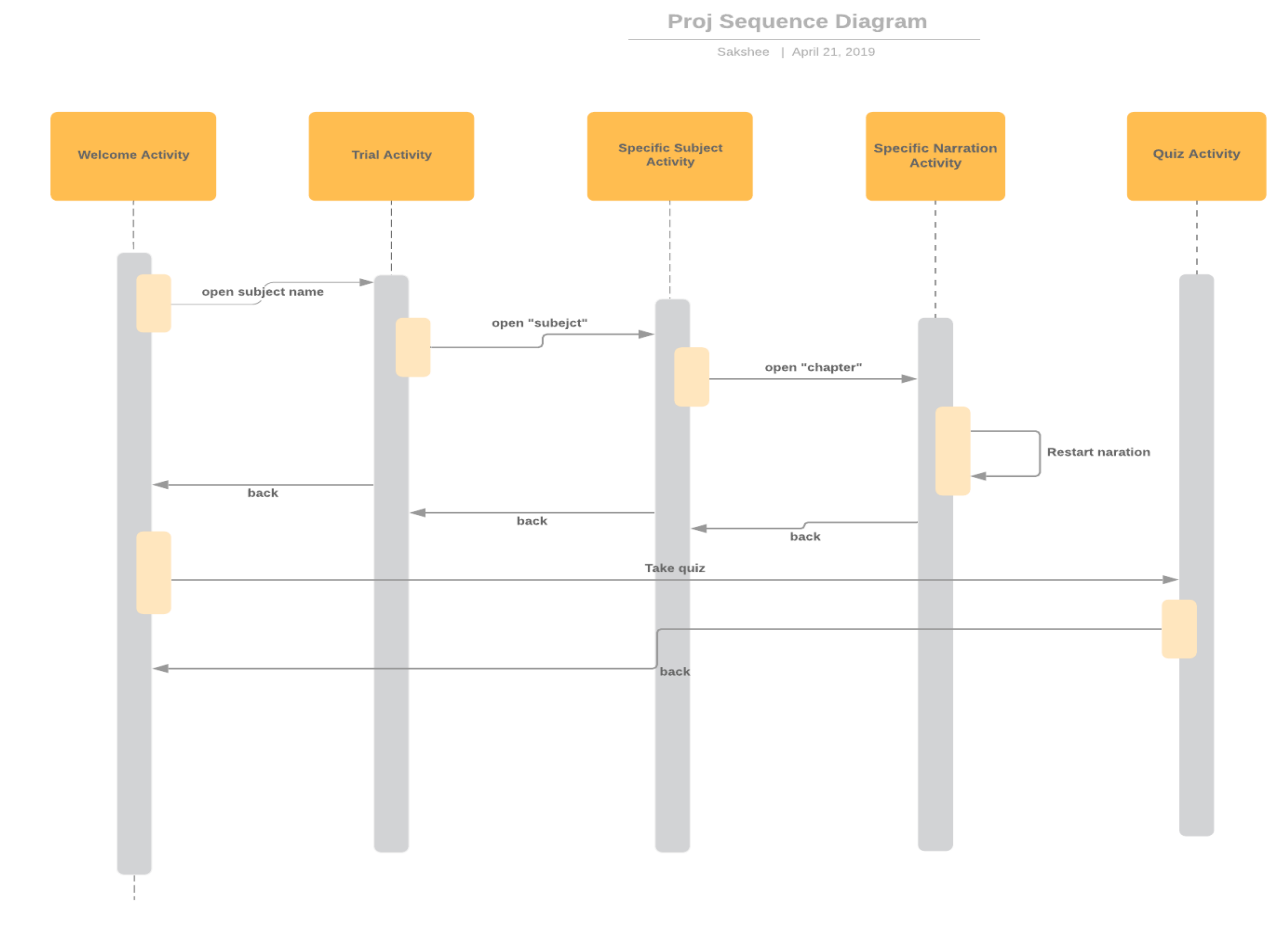 Proj Sequence Diagram
Sakshee | April 21, 2019
Welcome Activity
Trial Activity
Specific Subject
Activity
Specific Narration
Activity
Quiz Activity
open subject name
open "subejct"
open "chapter"
Restart naration
back
back
back
Take quiz
back